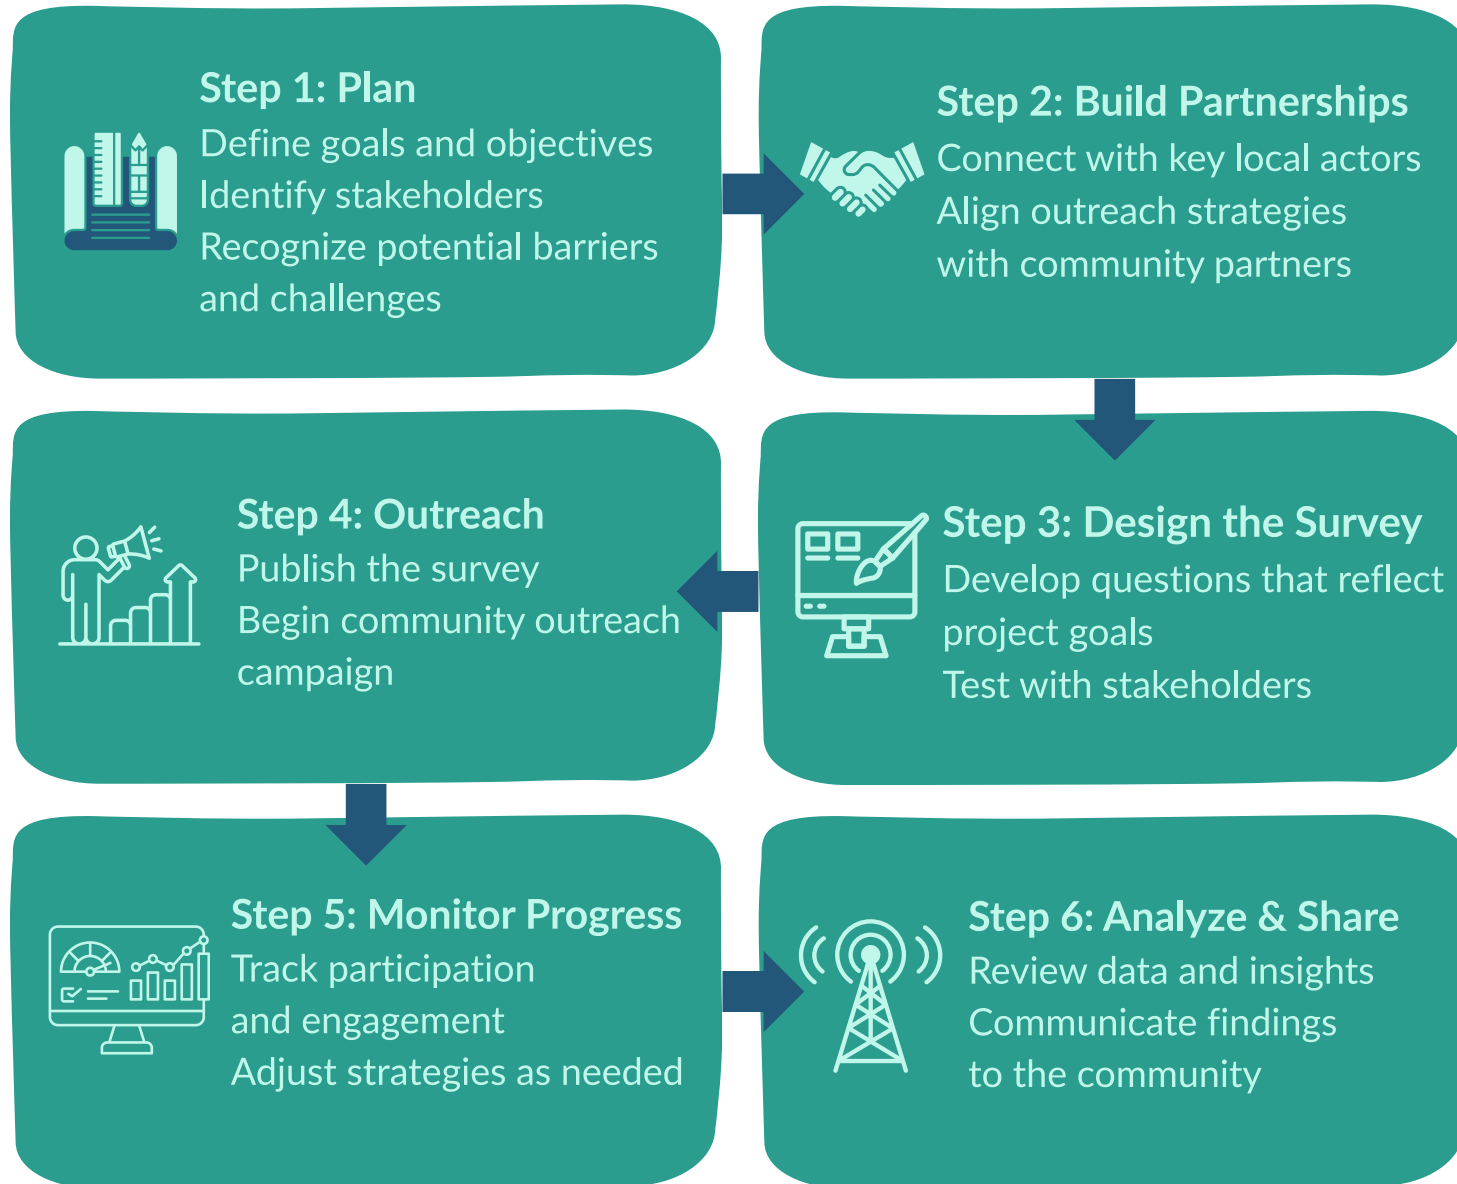 Step 1: Plan
Define goals and objectives
Identify stakeholders
Recognize potential barriers
and challenges
Step 2: Build Partnerships
Connect with key local actors
Align outreach strategies
with community partners
Step 3: Design the Survey
Develop questions that reflect
project goals
Test with stakeholders
Step 4: Outreach
Publish the survey
Begin community outreach
campaign
Step 5: Monitor Progress
Track participation
and engagement
Adjust strategies as needed
Step 6: Analyze & Share
Review data and insights
Communicate findings
to the community